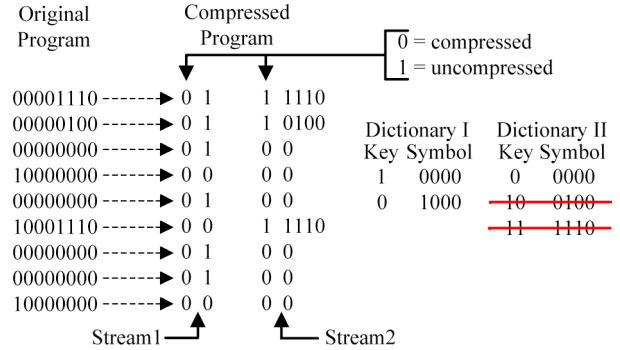 Original Compressed
Program Program
0 = compressed
1 = uncompressed
00001110 0 1 1 1110
00000100 0 1 1 0100
00000000 0 1 0 0
10000000 0 0 0 0
00000000 0 1 0 0
10001110 0 0 1 1110
00000000 0 1 0 0
00000000 0 1 0 0
10000000 0 0 0 0
Stream1 Stream2
Dictionary I Dictionary II
Key Symbol Key Symbol
1 0000 0 0000
0 1000 10 0100
11 1110